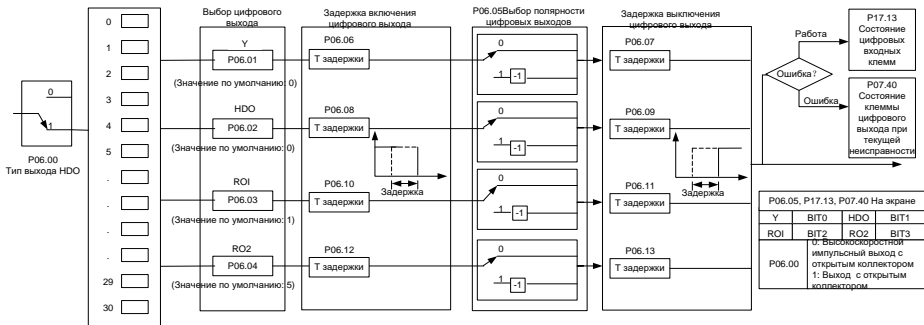 0
1
P06.00
Тип выхода HDO
0
1
2
3
4
5
.
.
.
.
29
30
Выбор цифрового
выхода
Y
P06.01
(Значение по умолчанию: 0)
HDO
P06.02
(Значение по умолчанию: 0)
ROI
P06.03
(Значение по умолчанию: 1)
RO2
P06.04
(Значение по умолчанию: 5)
Задержка включения
цифрового выхода
P06.06
Т задержки
P06.08
Т задержки
Задержка
P06.10
Т задержки
P06.12
Т задержки
P06.05Выбор полярности
цифровых выходов
0
1
-1
0
1
-1
0
1
-1
0
1
-1
Задержка выключения
цифрового выхода
P06.07
Т задержки
P06.09
Т задержки
Задержка
P06.11
Т задержки
P06.13
Т задержки
Работа
Ошибка?
Ошибка
P17.13
Состояние
цифровых
входных
клемм
P07.40
Состояние
клеммы
цифрового
выхода при
текущей
неисправности
P06.05, P17.13, P07.40 На экране
Y BIT0 HDO BIT1
ROI BIT2 RO2 BIT3
P06.00
0: Высокоскоростной
импульсный выход с
открытым коллектором
1: Выход с открытым
коллектором